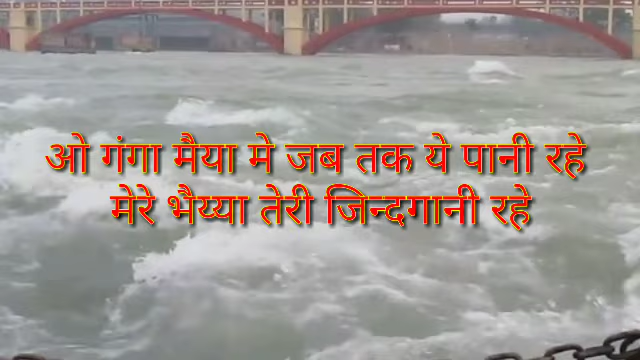 ओ गंगा मैया मे जब तक ये पानी रहे
मेरे भैय्या तेरी जिन्दगानी रहे